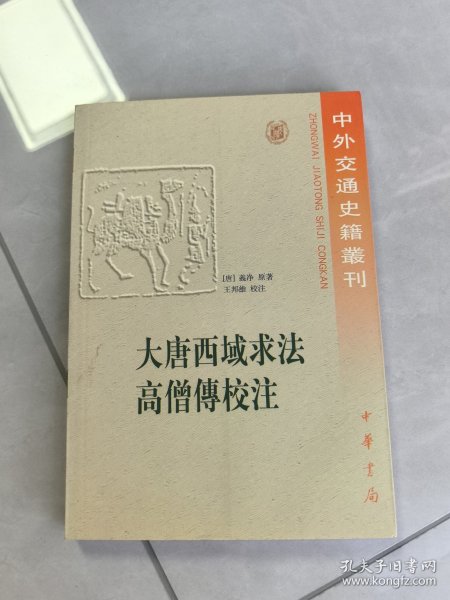 中外交通史籍叢刊
ZHONGWAI JIAOTONG SHIJI CONGKAN
[唐] 義净 原著
王邦維 校注
大唐西域求法
高僧傳校注
中華書局
孔夫子旧书网
www.kongfz.com